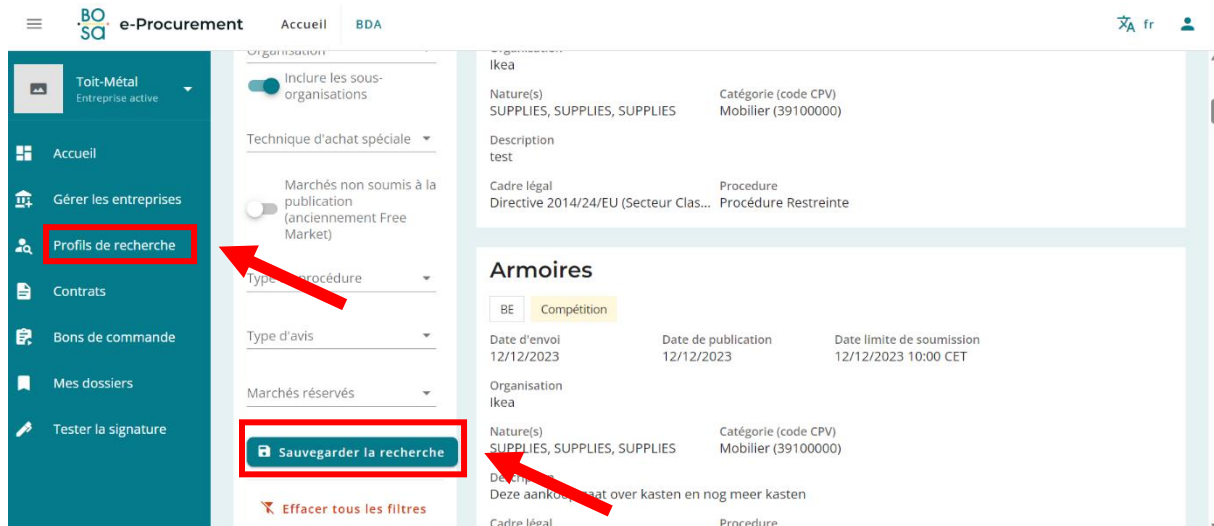 BOSA e-Procurement Accueil BDA fr
Toit-Métal
Entreprise active
Accueil
Gérer les entreprises
Profils de recherche
Contrats
Bons de commande
Mes dossiers
Tester la signature
Organisation
Inclure les sous-
organisations
Technique d'achat spéciale
Marchés non soumis à la
publication
(anciennement Free
Market)
Type procédure
Type d'avis
Marchés réservés
Sauvegarder la recherche
Effacer tous les filtres
Organisation
Ikea
Nature(s) Catégorie (code CPV)
SUPPLIES, SUPPLIES, SUPPLIES Mobilier (39100000)
Description
test
Cadre légal Procedure
Directive 2014/24/EU (Secteur Clas... Procédure Restreinte
Armoires
BE Compétition
Date d'envoi Date de publication Date limite de soumission
12/12/2023 12/12/2023 12/12/2023 10:00 CET
Organisation
Ikea
Nature(s) Catégorie (code CPV)
SUPPLIES, SUPPLIES, SUPPLIES Mobilier (39100000)
Description
Deze aankoop gaat over kasten en nog meer kasten
Cadre légal Procedure